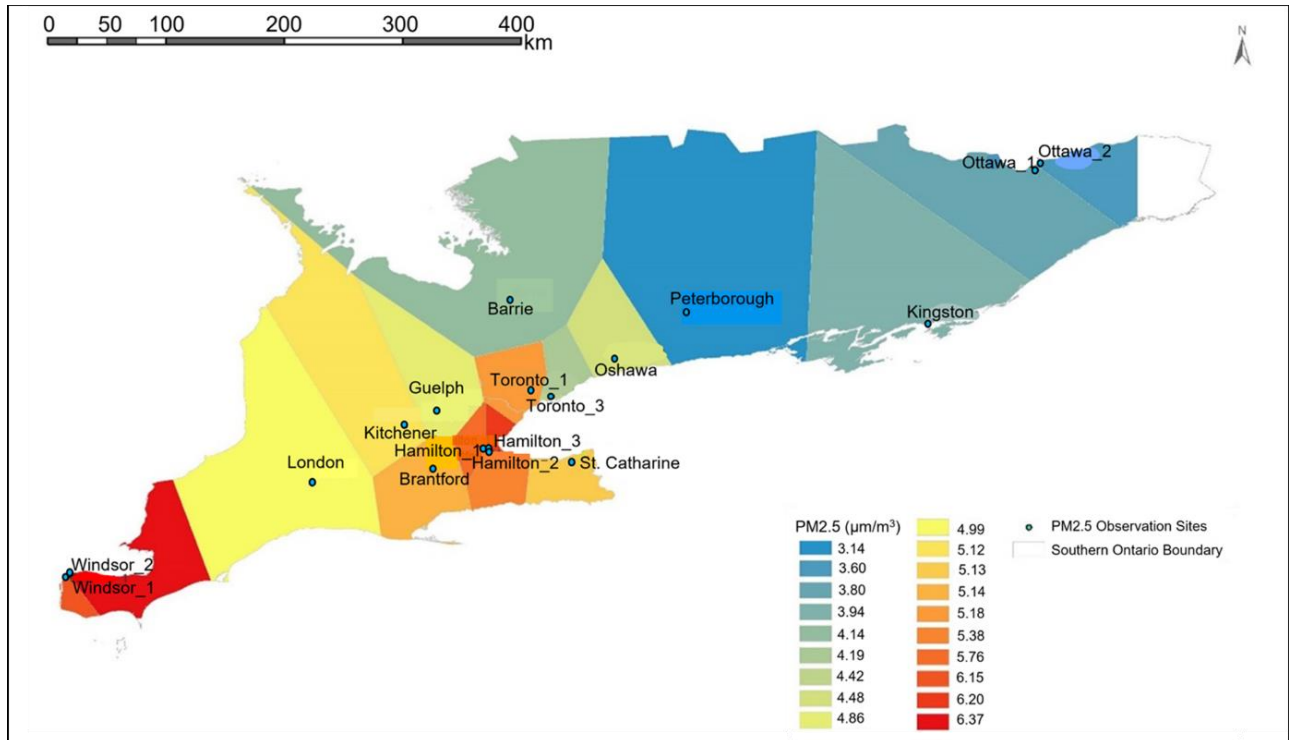 0 50 100 200 300 400
km
N
Ottawa_2
Ottawa_1
Peterborough
Barrie
Kingston
Oshawa
Toronto_1
Guelph
Toronto_3
Kitchener
Hamilton_3
Hamilton_1
London
Hamilton_2
St. Catharine
Brantford
Windsor_2
Windsor_1
PM2.5 (µm/m³)
3.14
3.60
3.80
3.94
4.14
4.19
4.42
4.48
4.86
4.99
5.12
5.13
5.14
5.18
5.38
5.76
6.15
6.20
6.37
PM2.5 Observation Sites
Southern Ontario Boundary